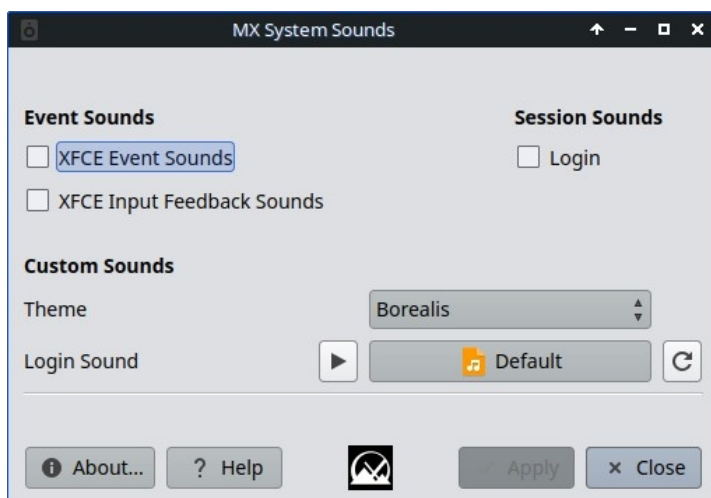 MX System Sounds
Event Sounds
Session Sounds
XFCE Event Sounds
Login
XFCE Input Feedback Sounds
Custom Sounds
Theme
Borealis
Login Sound
Default
About...
? Help
Apply
Close